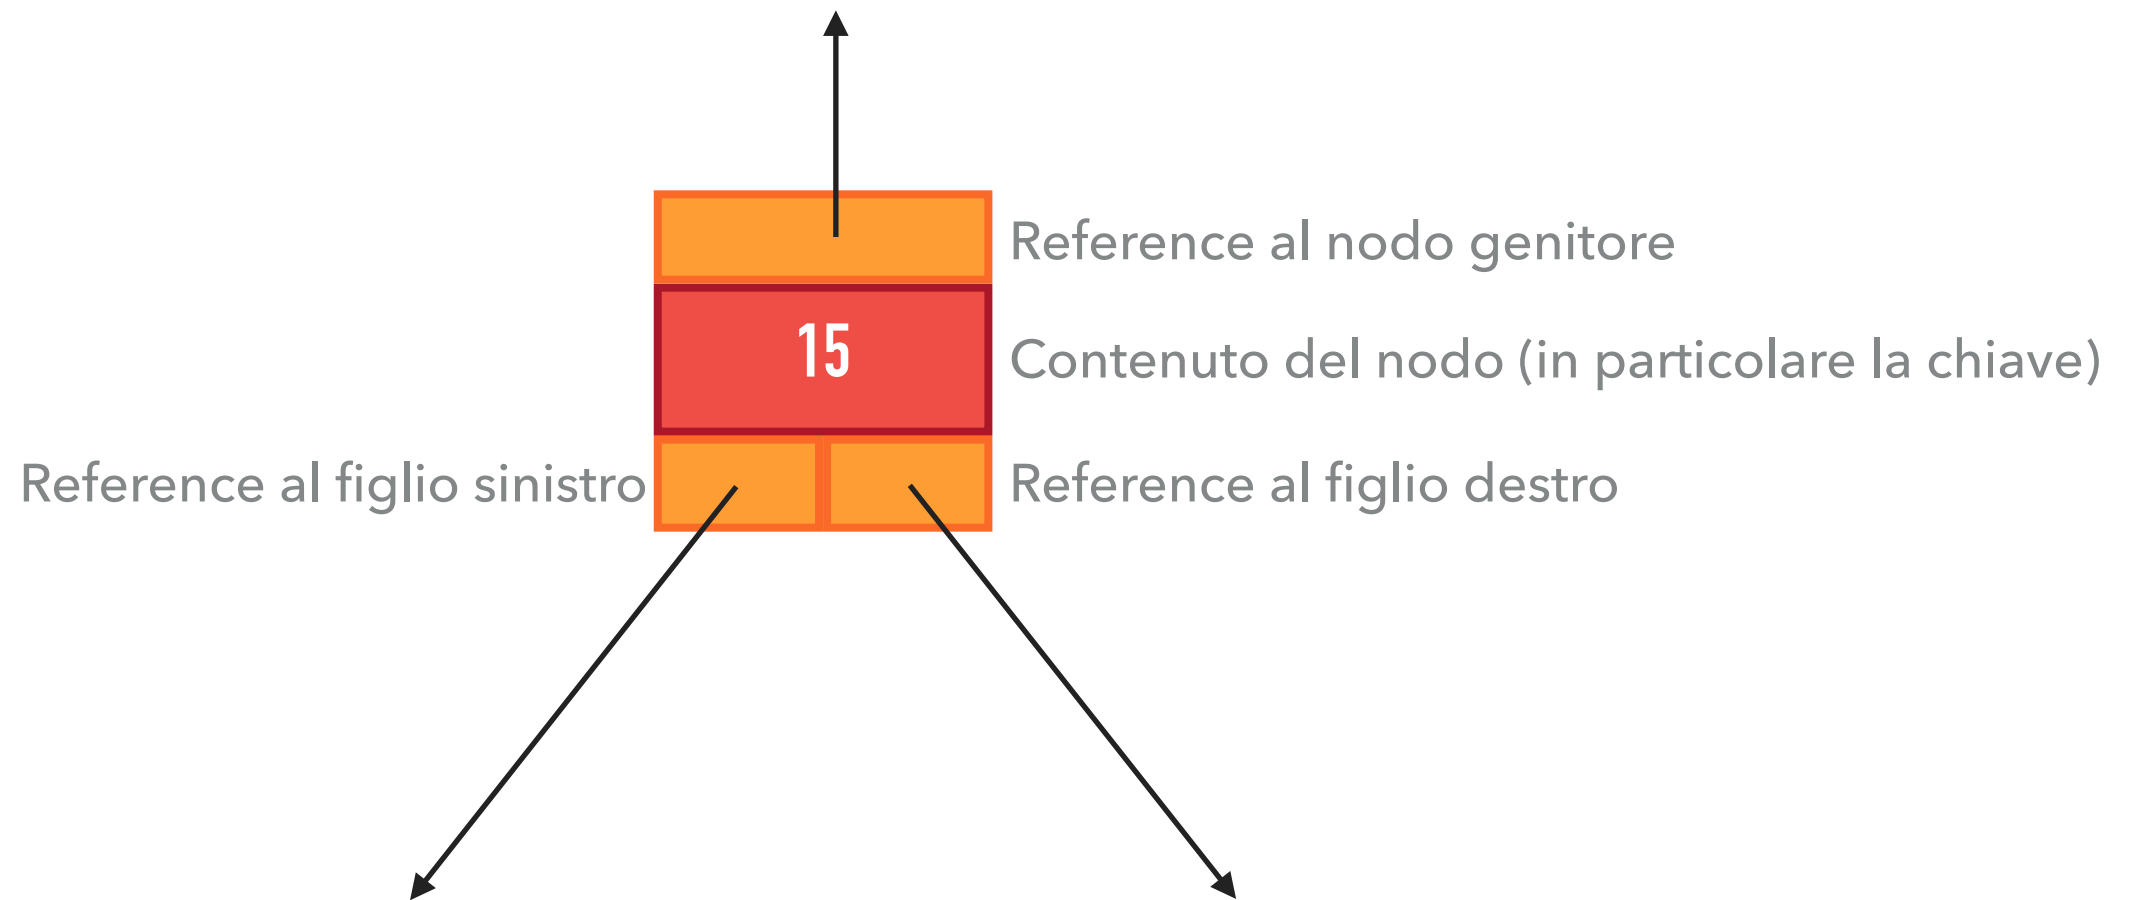 Reference al nodo genitore
15
Contenuto del nodo (in particolare la chiave)
Reference al figlio sinistro
Reference al figlio destro